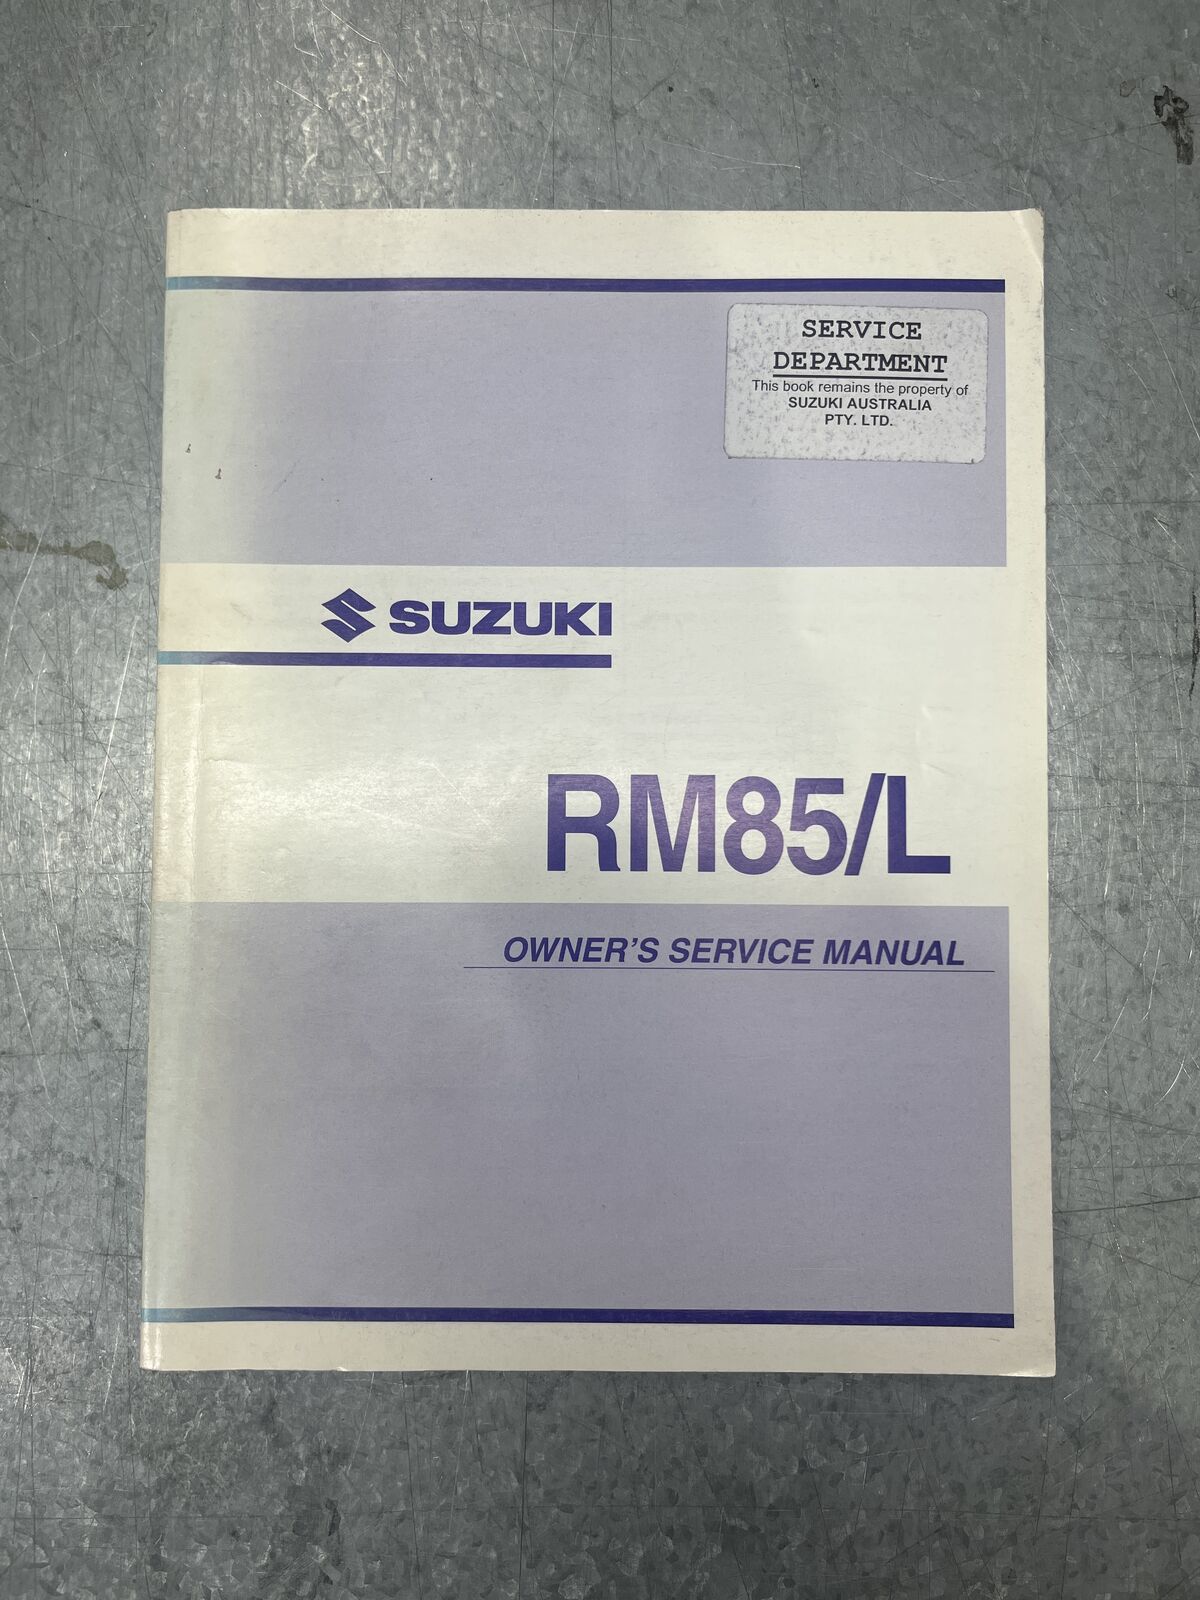 SERVICE
DEPARTMENT
This book remains the property of
SUZUKI AUSTRALIA
PTY. LTD.
SUZUKI
RM85/L
OWNER'S SERVICE MANUAL